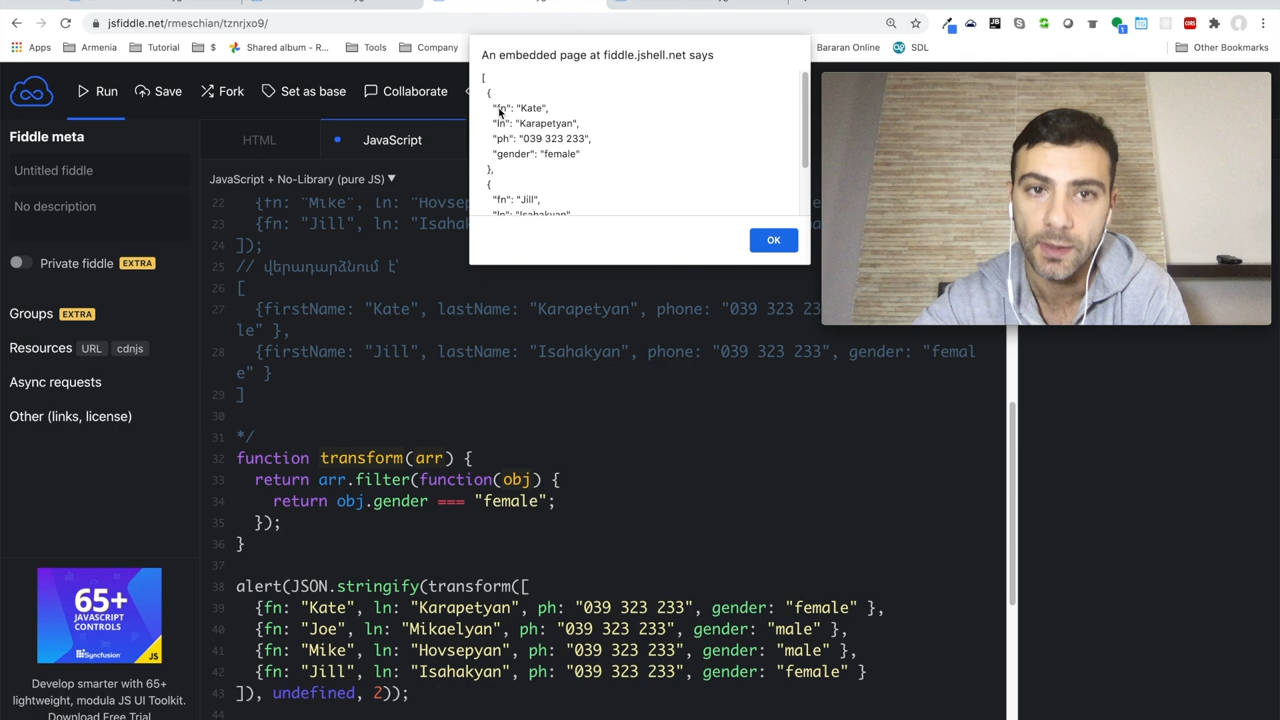 jsfiddle.net/rmeschian/tznrjxo9/
Apps
Armenia
Tutorial
$
Shared album - R...
Tools
Company
Bararan Online
SDL
Other Bookmarks
An embedded page at fiddle.jshell.net says
[
{
"fn": "Kate",
"ln": "Karapetyan",
"ph": "039 323 233",
"gender": "female"
},
{
"fn": "Jill",
"ln": "Isahakyan",
OK
Run
Save
Fork
Set as base
Collaborate
Fiddle meta
Untitled fiddle
No description
Private fiddle EXTRA
Groups EXTRA
Resources URL cdnjs
Async requests
Other (links, license)
HTML
JavaScript
JavaScript + No-Library (pure JS) ▼
22 {fn: "Mike", ln: "Hovsep
23 {fn: "Jill", ln: "Isahaky
24 ]);
25 // վերադարձնում է՝
26 [
27 {firstName: "Kate", lastName: "Karapetyan", phone: "039 323 23
le" },
28 {firstName: "Jill", lastName: "Isahakyan", phone: "039 323 233", gender: "femal
e" }
29 ]
30
31 */
32 function transform(arr) {
33 return arr.filter(function(obj) {
34 return obj.gender === "female";
35 });
36 }
37
38 alert(JSON.stringify(transform([
39 {fn: "Kate", ln: "Karapetyan", ph: "039 323 233", gender: "female" },
40 {fn: "Joe", ln: "Mikaelyan", ph: "039 323 233", gender: "male" },
41 {fn: "Mike", ln: "Hovsepyan", ph: "039 323 233", gender: "male" },
42 {fn: "Jill", ln: "Isahakyan", ph: "039 323 233", gender: "female" }
43 ]), undefined, 2));
44
65+
JAVASCRIPT
CONTROLS
Syncfusion
JS
Develop smarter with 65+
lightweight, modula JS UI Toolkit.
Download Free Trial